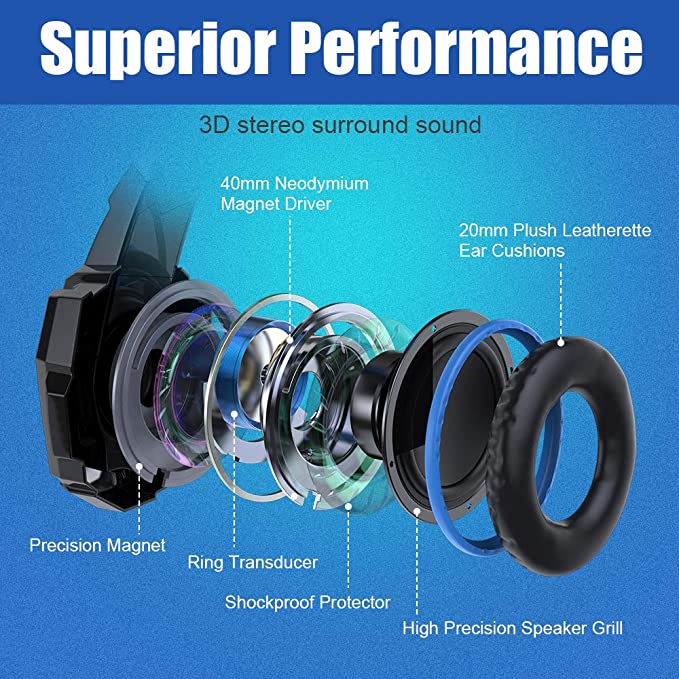 Superior Performance
3D stereo surround sound
40mm Neodymium
Magnet Driver
20mm Plush Leatherette
Ear Cushions
Precision Magnet
Ring Transducer
Shockproof Protector
High Precision Speaker Grill